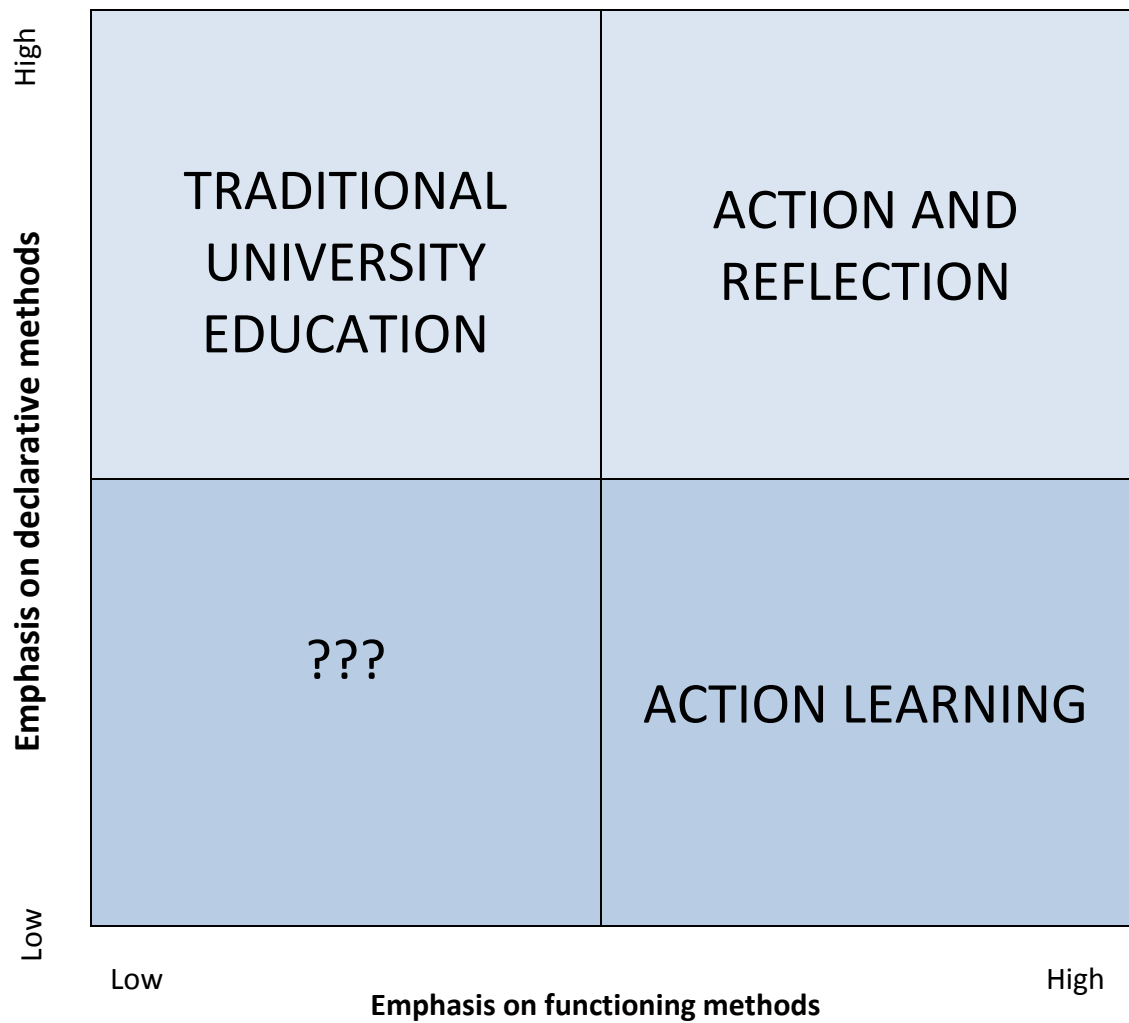 High
TRADITIONAL
UNIVERSITY
EDUCATION
ACTION AND
REFLECTION
Emphasis on declarative methods
???
ACTION LEARNING
Low
Low
High
Emphasis on functioning methods